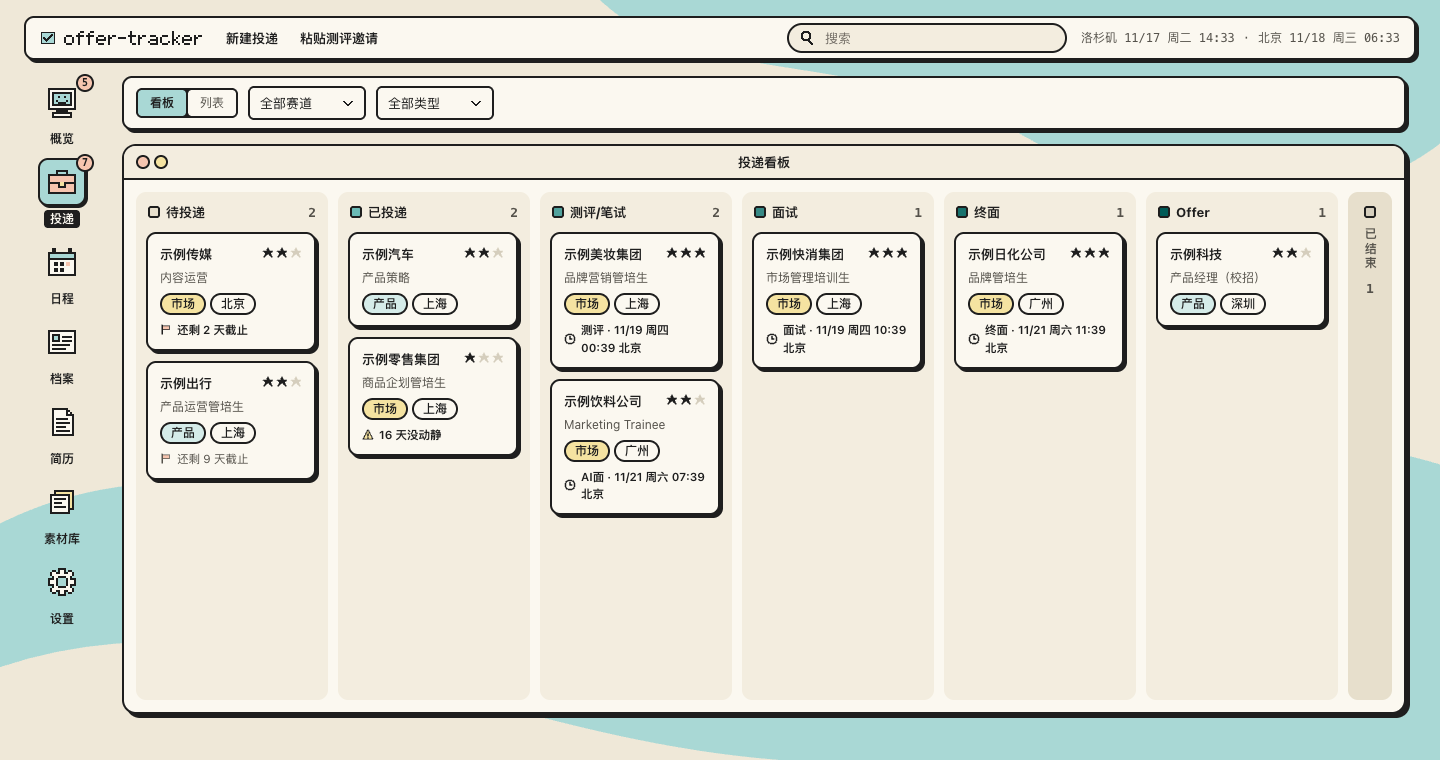 offer-tracker 新建投递 粘贴测评邀请 搜索 洛杉矶 11/17 周二 14:33 · 北京 11/18 周三 06:33
5
概览
7
投递
日程
档案
简历
素材库
设置
看板 列表 全部赛道 全部类型
投递看板
待投递 2
示例传媒
内容运营
市场 北京
还剩 2 天截止
示例出行
产品运营管培生
产品 上海
还剩 9 天截止
已投递 2
示例汽车
产品策略
产品 上海
示例零售集团
商品企划管培生
市场 上海
16 天没动静
测评/笔试 2
示例美妆集团
品牌营销管培生
市场 上海
测评 · 11/19 周四
00:39 北京
示例饮料公司
Marketing Trainee
市场 广州
AI面 · 11/21 周六 07:39
北京
面试 1
示例快消集团
市场管理培训生
市场 上海
面试 · 11/19 周四 10:39
北京
终面 1
示例日化公司
品牌管培生
市场 广州
终面 · 11/21 周六 11:39
北京
Offer 1
示例科技
产品经理（校招）
产品 深圳
已结束
1